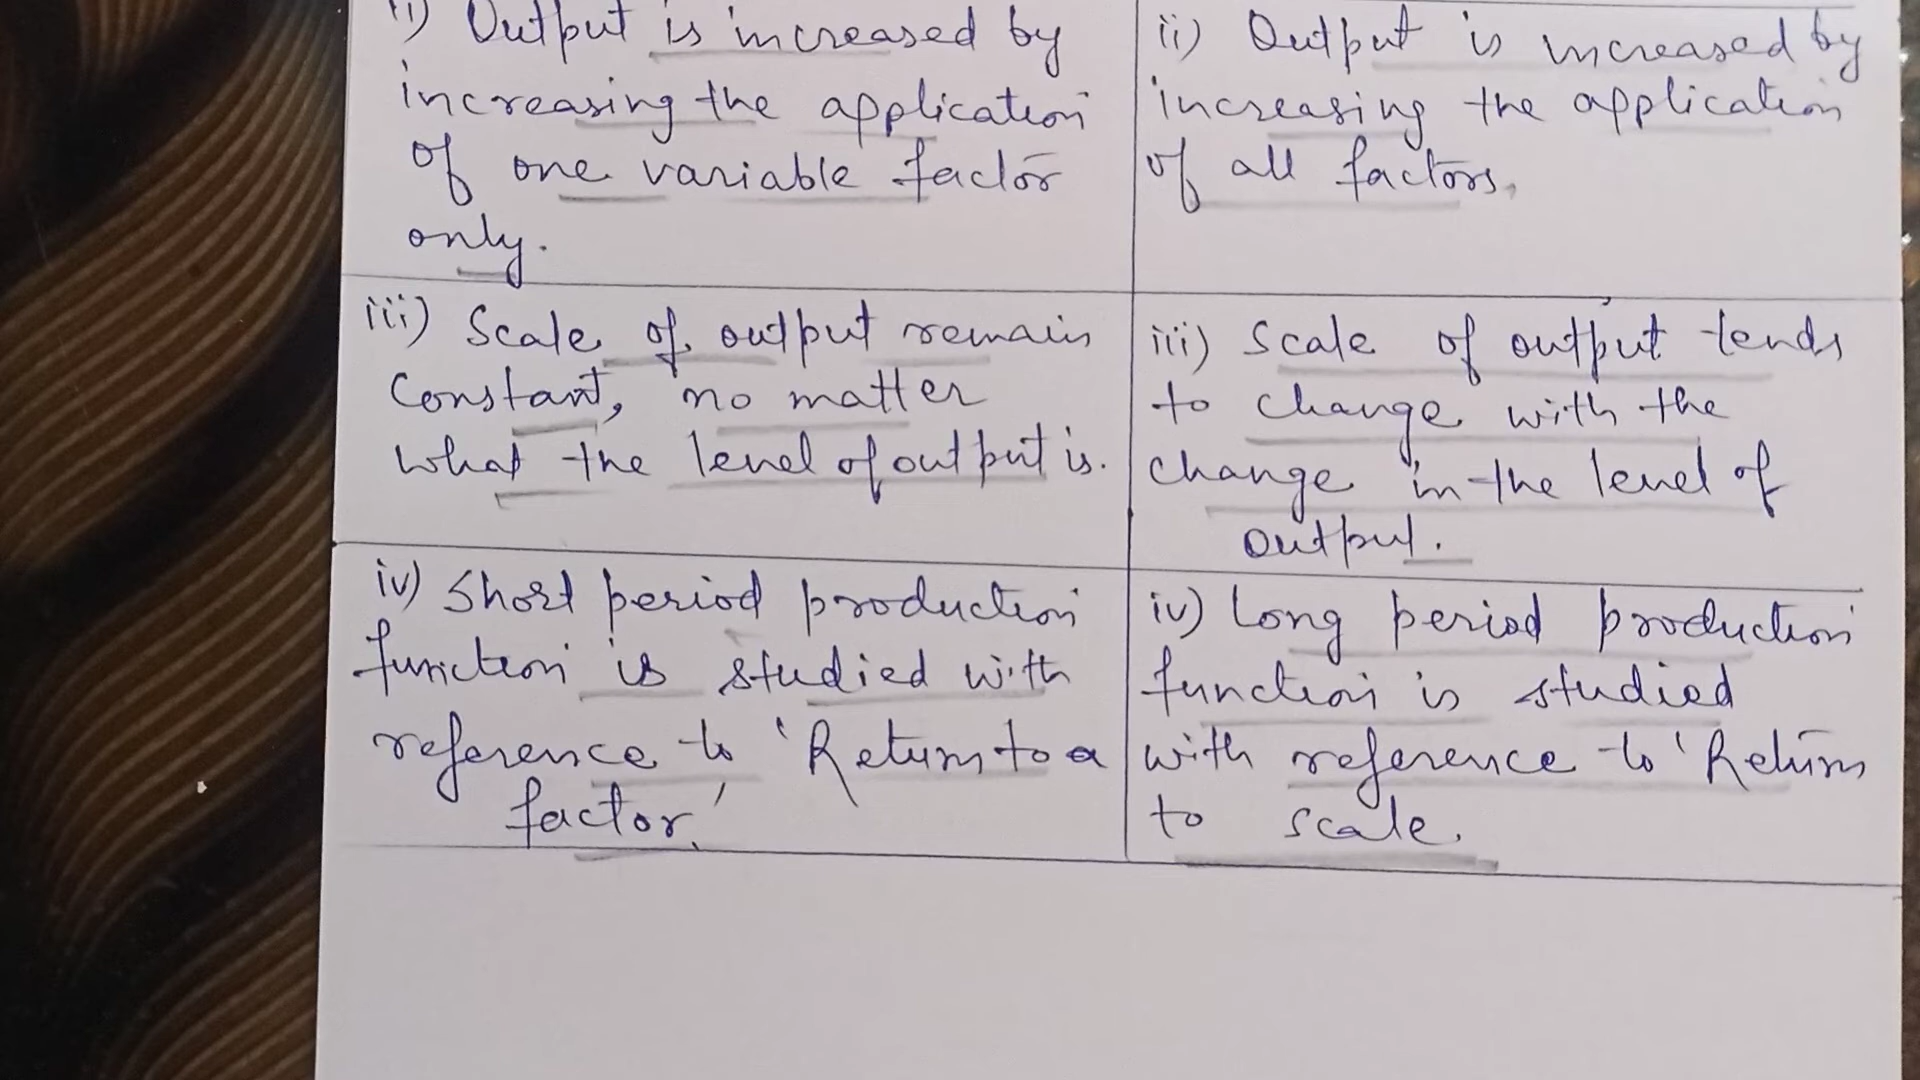 ii) Output is increased by
increasing the application
of one variable factor
only.
ii) Output is increased by
increasing the application
of all factors.
iii) Scale of output remain
Constant, no matter
what the level of output is.
iii) Scale of output tends
to change with the
change in the level of
output.
iv) Short period production
function is studied with
reference to 'Return to a
factor.'
iv) Long period production
function is studied
with reference to 'Return
to scale.